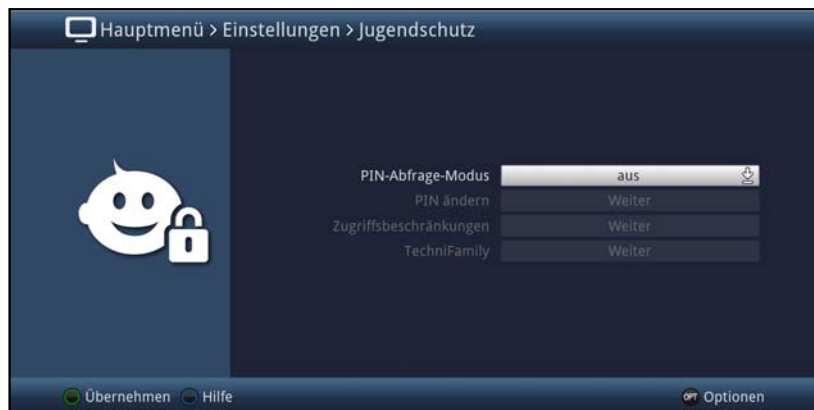 Hauptmenü > Einstellungen > Jugendschutz
PIN-Abfrage-Modus aus
PIN ändern Weiter
Zugriffsbeschränkungen Weiter
TechniFamily Weiter
Übernehmen Hilfe OPT Optionen